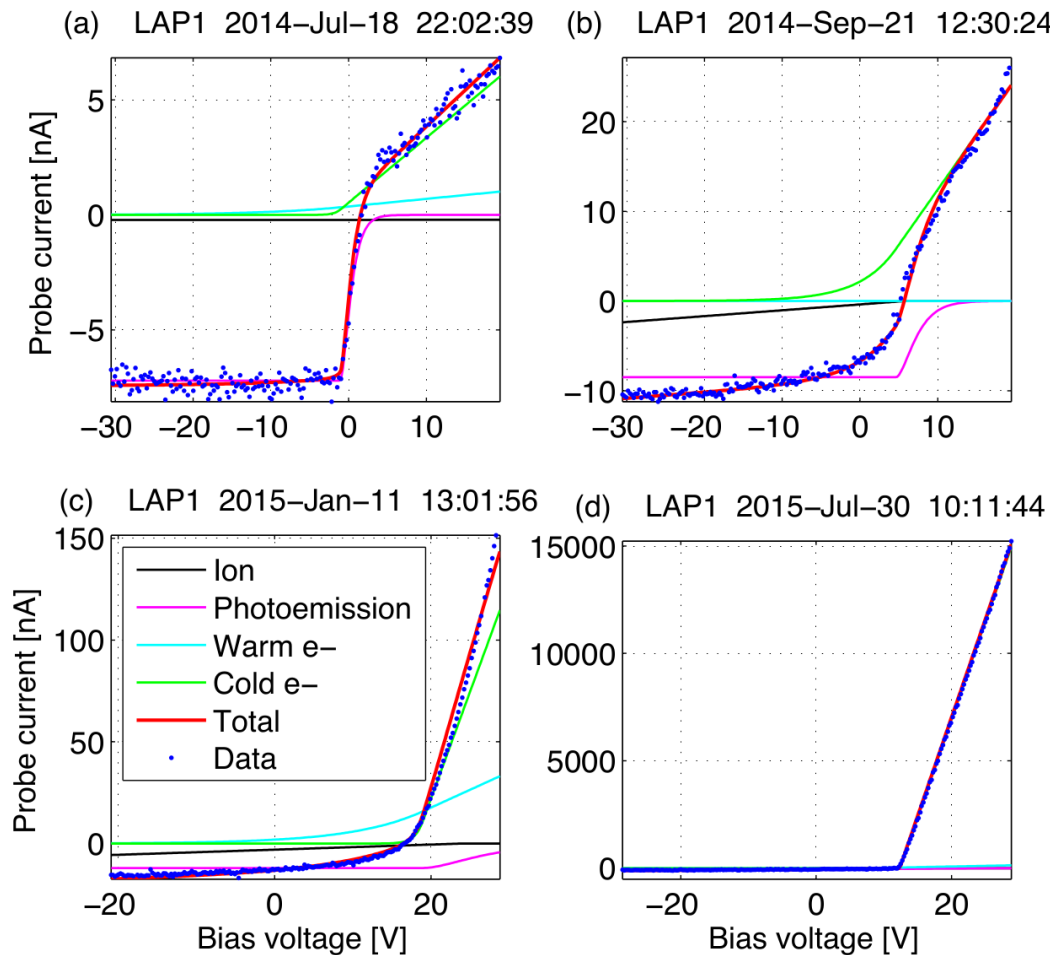 (a) LAP1 2014−Jul−18 22:02:39
(b) LAP1 2014−Sep−21 12:30:24
Probe current [nA]
5
0
−5
−30 −20 −10 0 10
20
10
0
−10
−30 −20 −10 0 10
(c) LAP1 2015−Jan−11 13:01:56
(d) LAP1 2015−Jul−30 10:11:44
Probe current [nA]
150
100
50
0
Ion
Photoemission
Warm e−
Cold e−
Total
Data
−20 0 20
Bias voltage [V]
15000
10000
5000
0
−20 0 20
Bias voltage [V]